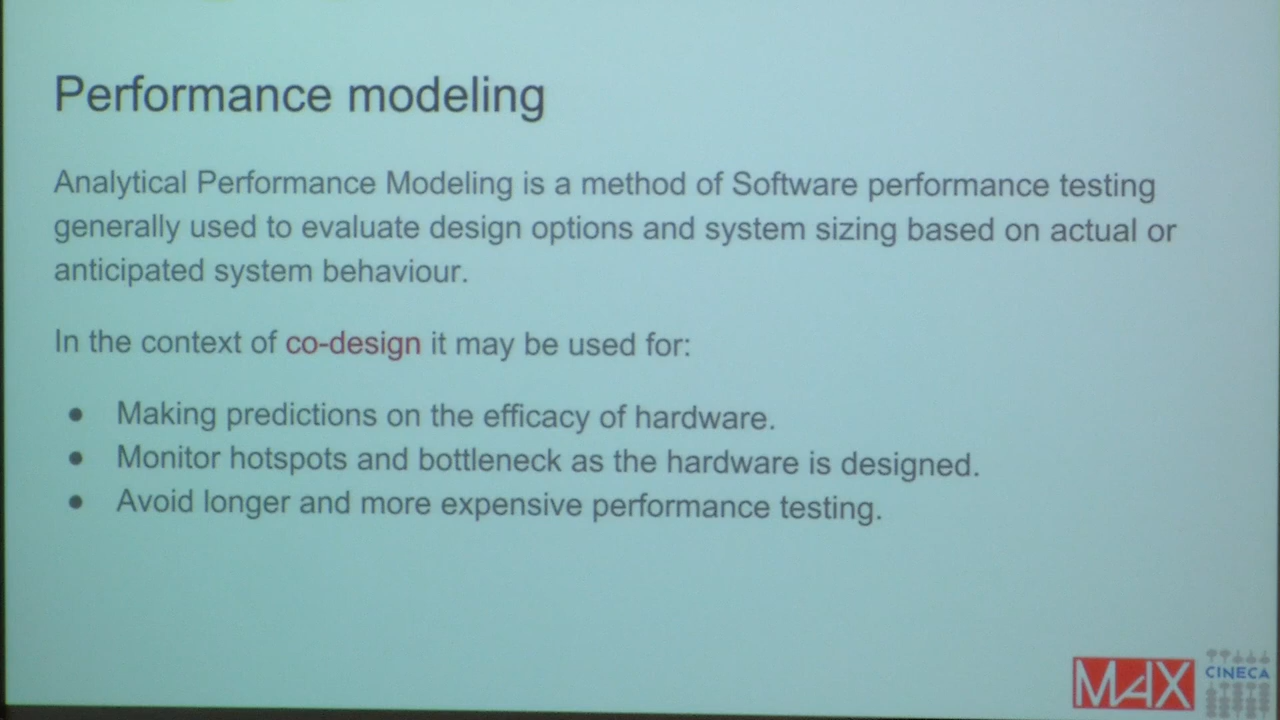 Performance modeling
Analytical Performance Modeling is a method of Software performance testing
generally used to evaluate design options and system sizing based on actual or
anticipated system behaviour.
In the context of co-design it may be used for:
● Making predictions on the efficacy of hardware.
● Monitor hotspots and bottleneck as the hardware is designed.
● Avoid longer and more expensive performance testing.
MAX
CINECA